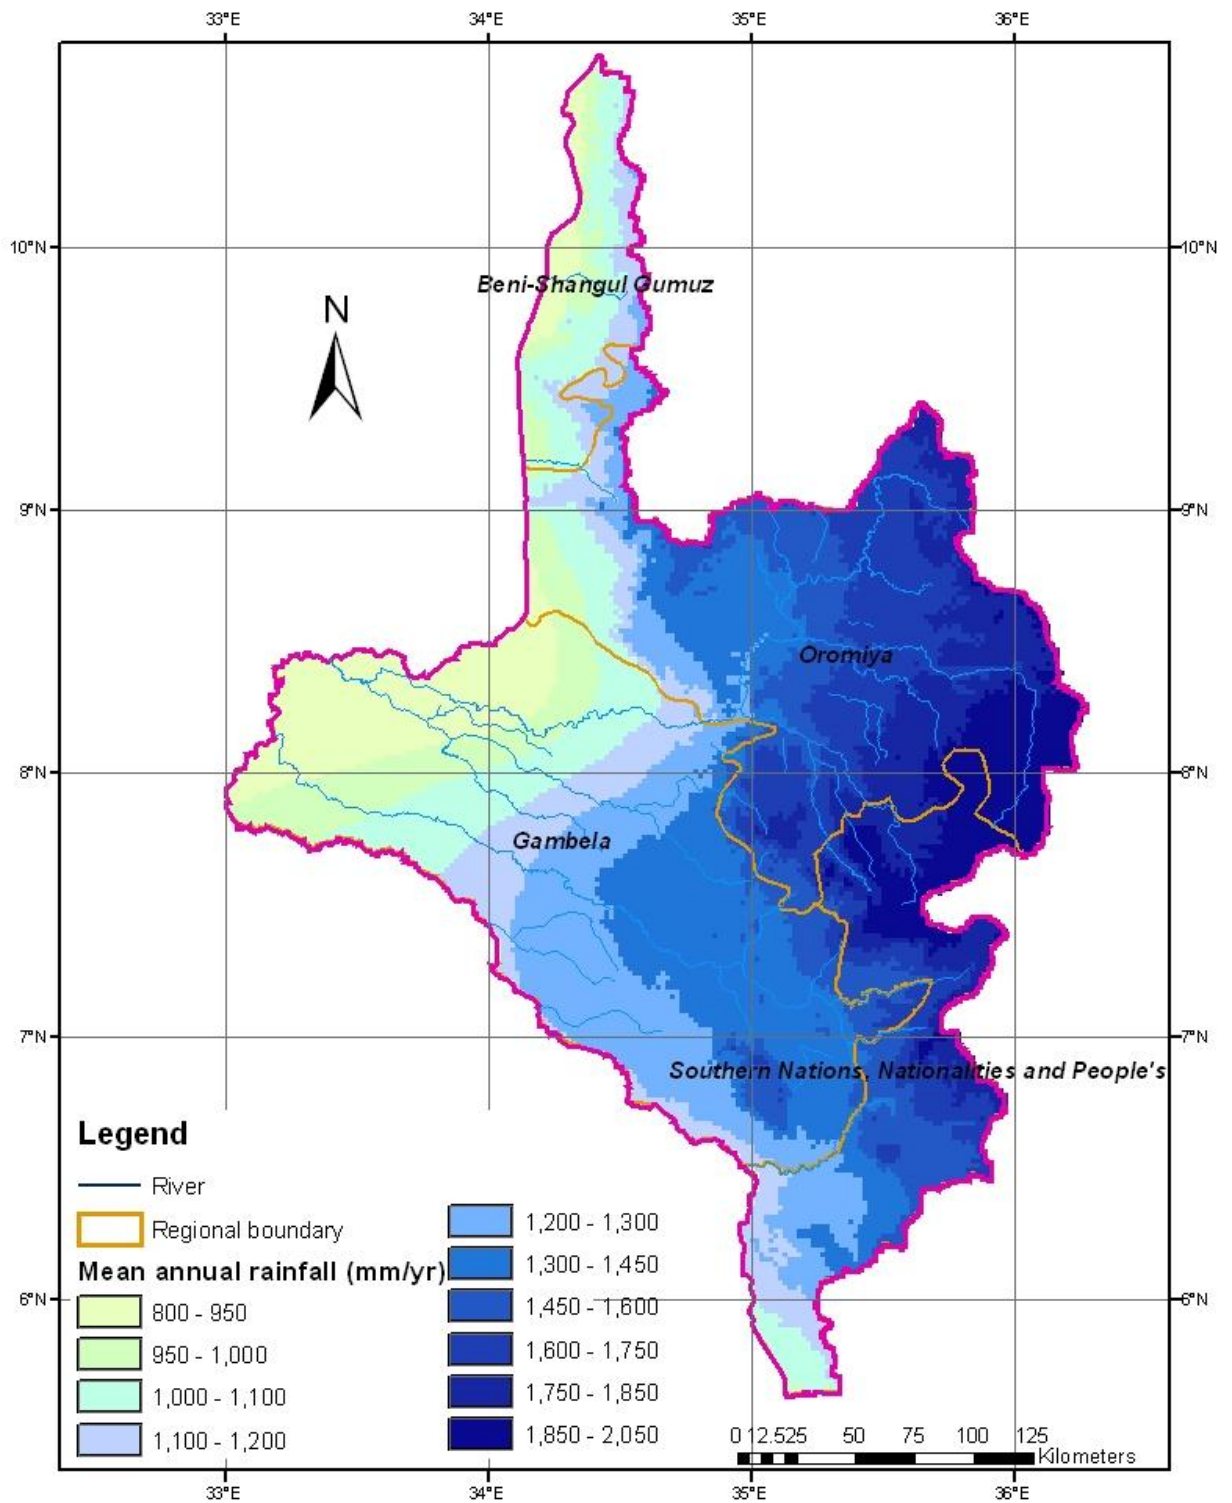 33°E 34°E 35°E 36°E
10°N 10°N
Beni-Shangul Gumuz
N
9°N 9°N
Oromiya
8°N 8°N
Gambela
7°N 7°N
Southern Nations, Nationalities and People's
Legend
River
Regional boundary
Mean annual rainfall (mm/yr)
800 - 950
950 - 1,000
1,000 - 1,100
1,100 - 1,200
1,200 - 1,300
1,300 - 1,450
1,450 - 1,600
1,600 - 1,750
1,750 - 1,850
1,850 - 2,050
6°N 6°N
0 12.525 50 75 100 125
Kilometers
33°E 34°E 35°E 36°E